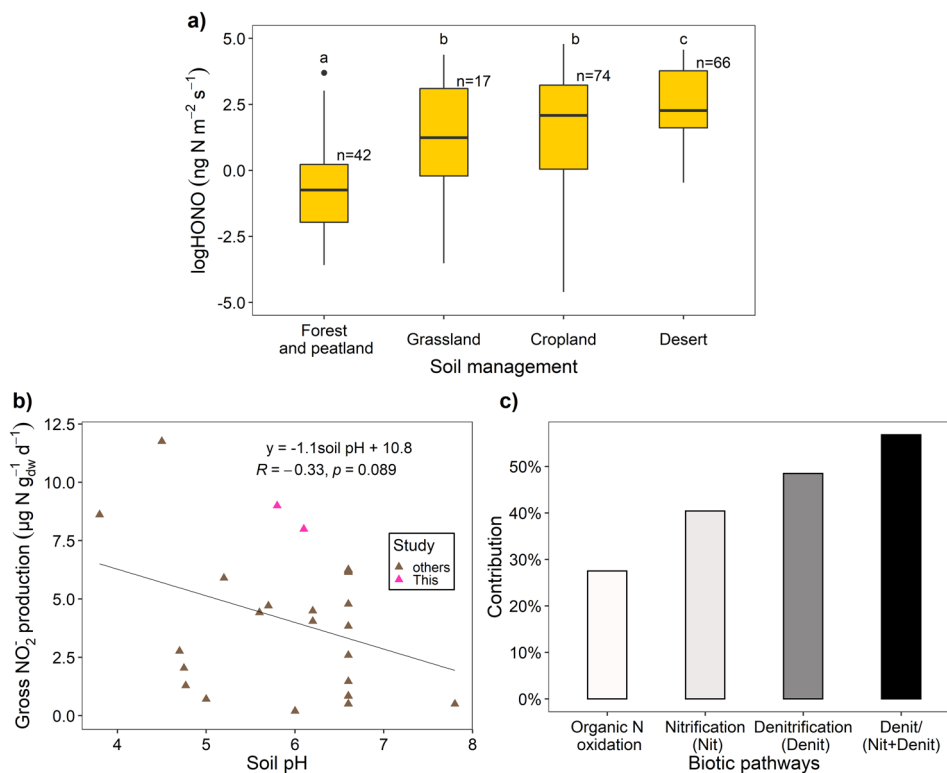 a)
logHONO (ng N m⁻² s⁻¹)
5.0
2.5
0.0
-2.5
-5.0
a
b
b
c
n=42
n=17
n=74
n=66
Forest
and peatland
Grassland
Cropland
Desert
Soil management
b)
Gross NO₂⁻ production (µg N g_dw⁻¹ d⁻¹)
12.5
10.0
7.5
5.0
2.5
0.0
y = -1.1soil pH + 10.8
R = −0.33, p = 0.089
Study
others
This
4
5
6
7
8
Soil pH
c)
Contribution
50%
40%
30%
20%
10%
0%
Organic N
oxidation
Nitrification
(Nit)
Denitrification
(Denit)
Denit/
(Nit+Denit)
Biotic pathways